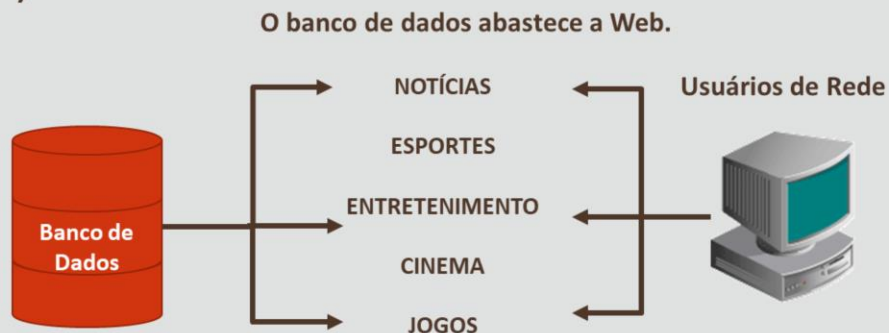 O banco de dados abastece a Web.
NOTÍCIAS
Usuários de Rede
ESPORTES
ENTRETENIMENTO
Banco de
Dados
CINEMA
JOGOS